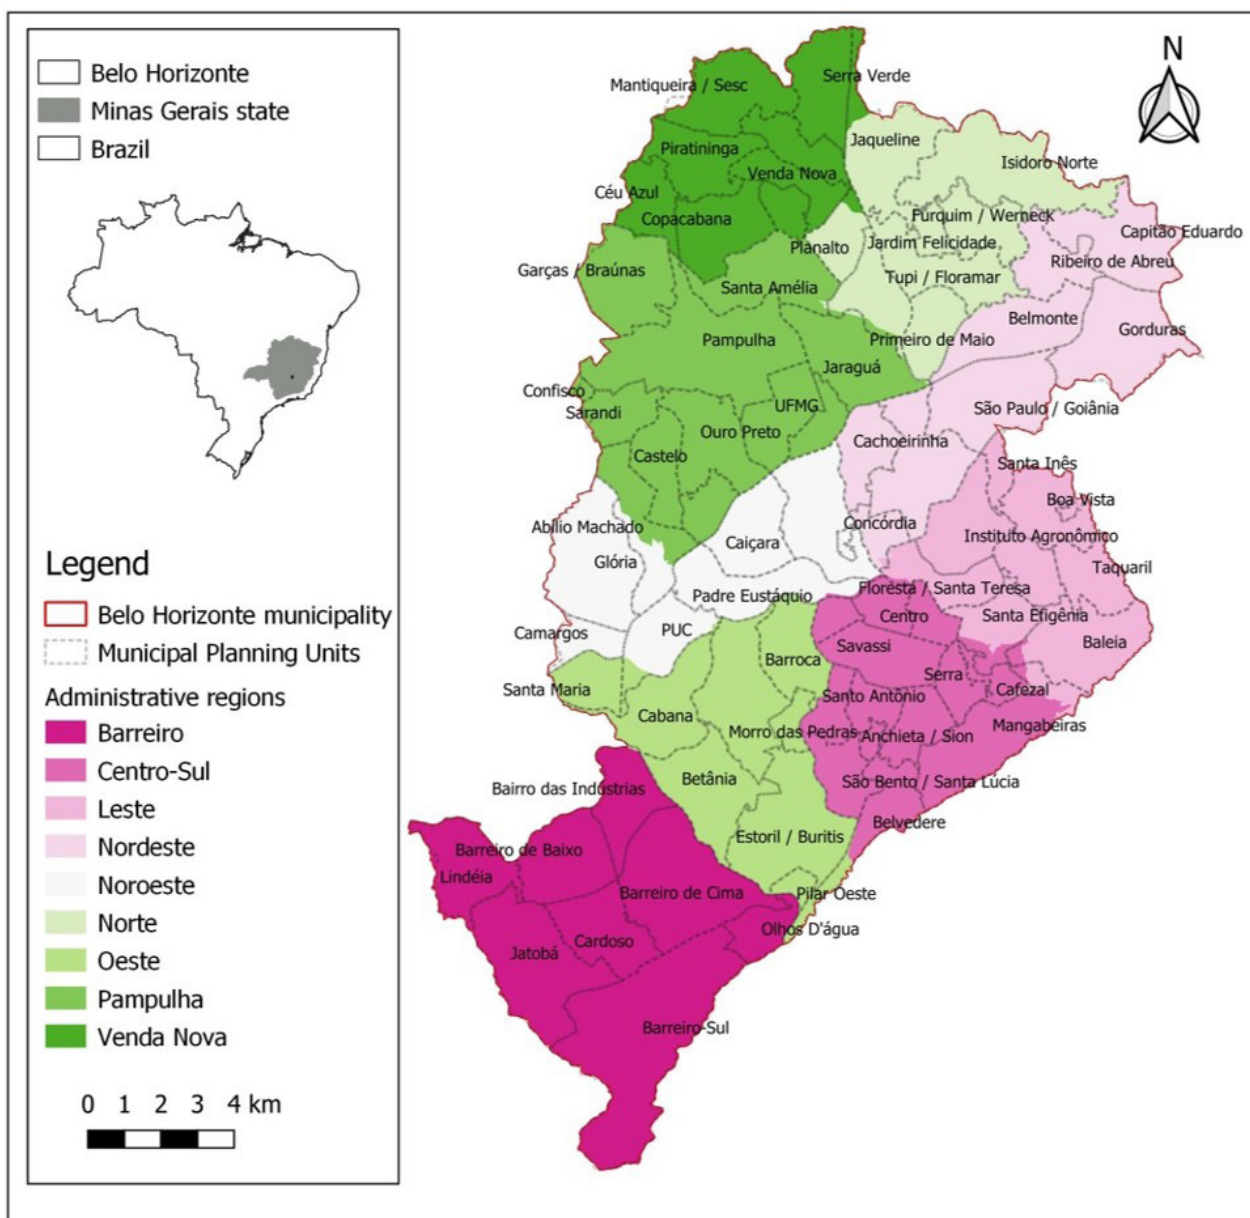 Belo Horizonte
Minas Gerais state
Brazil
Legend
Belo Horizonte municipality
Municipal Planning Units
Administrative regions
Barreiro
Centro-Sul
Leste
Nordeste
Noroeste
Norte
Oeste
Pampulha
Venda Nova
0 1 2 3 4 km
N
Serra Verde
Mantiqueira / Sesc
Jaqueline
Piratininga
Isidoro Norte
Venda Nova
Céu Azul
Copacabana
Furquim / Werneck
Capitão Eduardo
Planalto
Jardim Felicidade
Ribeiro de Abreu
Garças / Braúnas
Tupi / Floramar
Santa Amélia
Belmonte
Gorduras
Pampulha
Primeiro de Maio
Jaraguá
Confisco
UFMG
São Paulo / Goiânia
Sarandi
Ouro Preto
Cachoeirinha
Castelo
Santa Inês
Boa Vista
Abílio Machado
Concórdia
Instituto Agronômico
Caiçara
Glória
Taquaril
Floresta / Santa Teresa
Padre Eustáquio
Centro
Santa Efigênia
Camargos
PUC
Savassi
Baleia
Barroca
Serra
Santa Maria
Santo Antônio
Cafezal
Cabana
Mangabeiras
Morro das Pedras
Anchieta / Sion
Betânia
São Bento / Santa Lúcia
Bairro das Indústrias
Belvedere
Estoril / Buritis
Barreiro de Baixo
Lindéia
Barreiro de Cima
Pilar Oeste
Olhos D'água
Cardoso
Jatobá
Barreiro-Sul